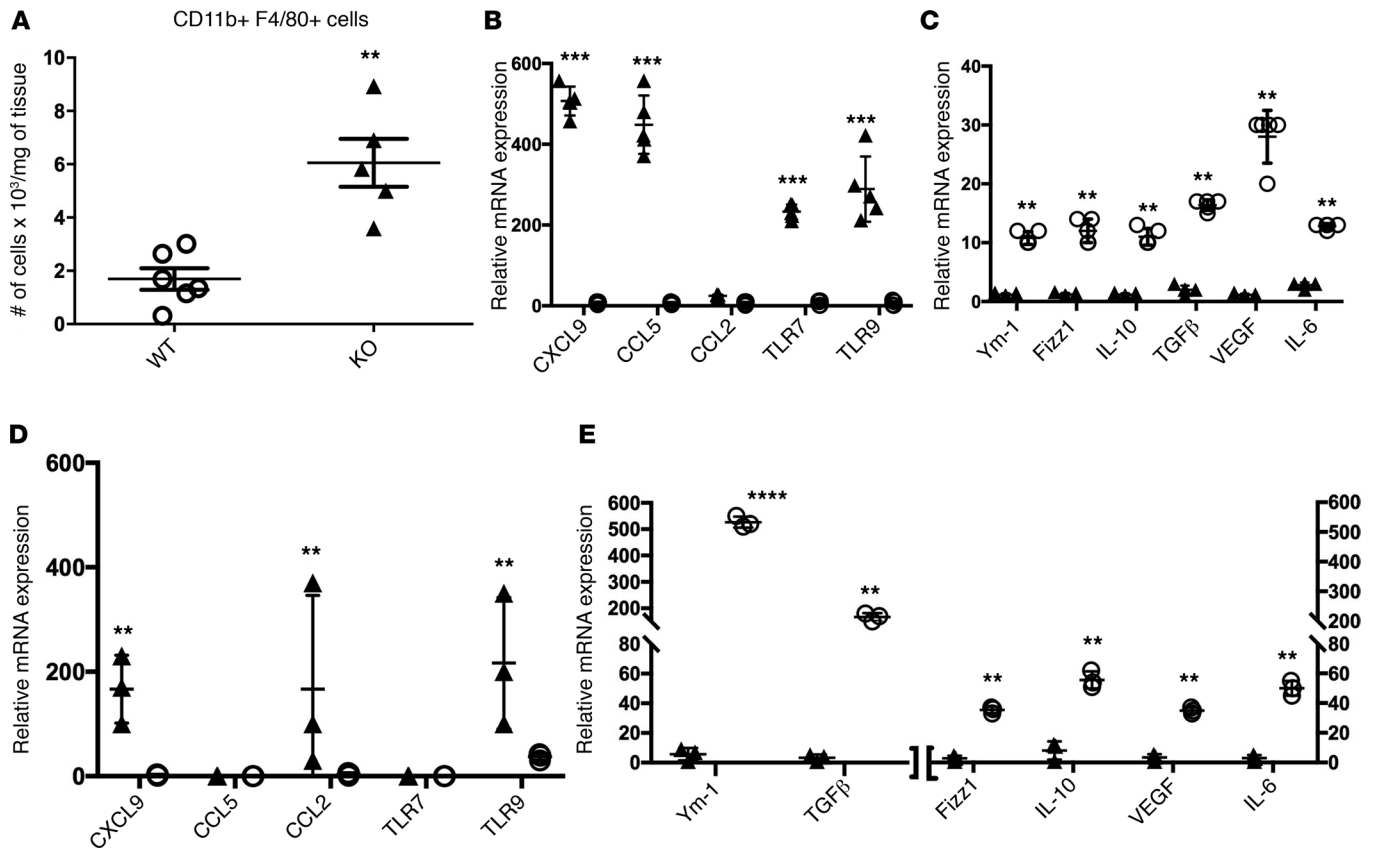 A
CD11b+ F4/80+ cells
# of cells x 10³/mg of tissue
10
8
6
4
2
0
**
WT
KO
B
Relative mRNA expression
600
400
200
0
***
***
***
***
CXCL9
CCL5
CCL2
TLR7
TLR9
C
Relative mRNA expression
40
30
20
10
0
**
**
**
**
**
**
Ym-1
Fizz1
IL-10
TGFβ
VEGF
IL-6
D
Relative mRNA expression
600
400
200
0
**
**
**
CXCL9
CCL5
CCL2
TLR7
TLR9
E
Relative mRNA expression
600
500
400
300
200
80
60
40
20
0
****
**
**
**
**
**
600
500
400
300
200
80
60
40
20
0
Ym-1
TGFβ
Fizz1
IL-10
VEGF
IL-6